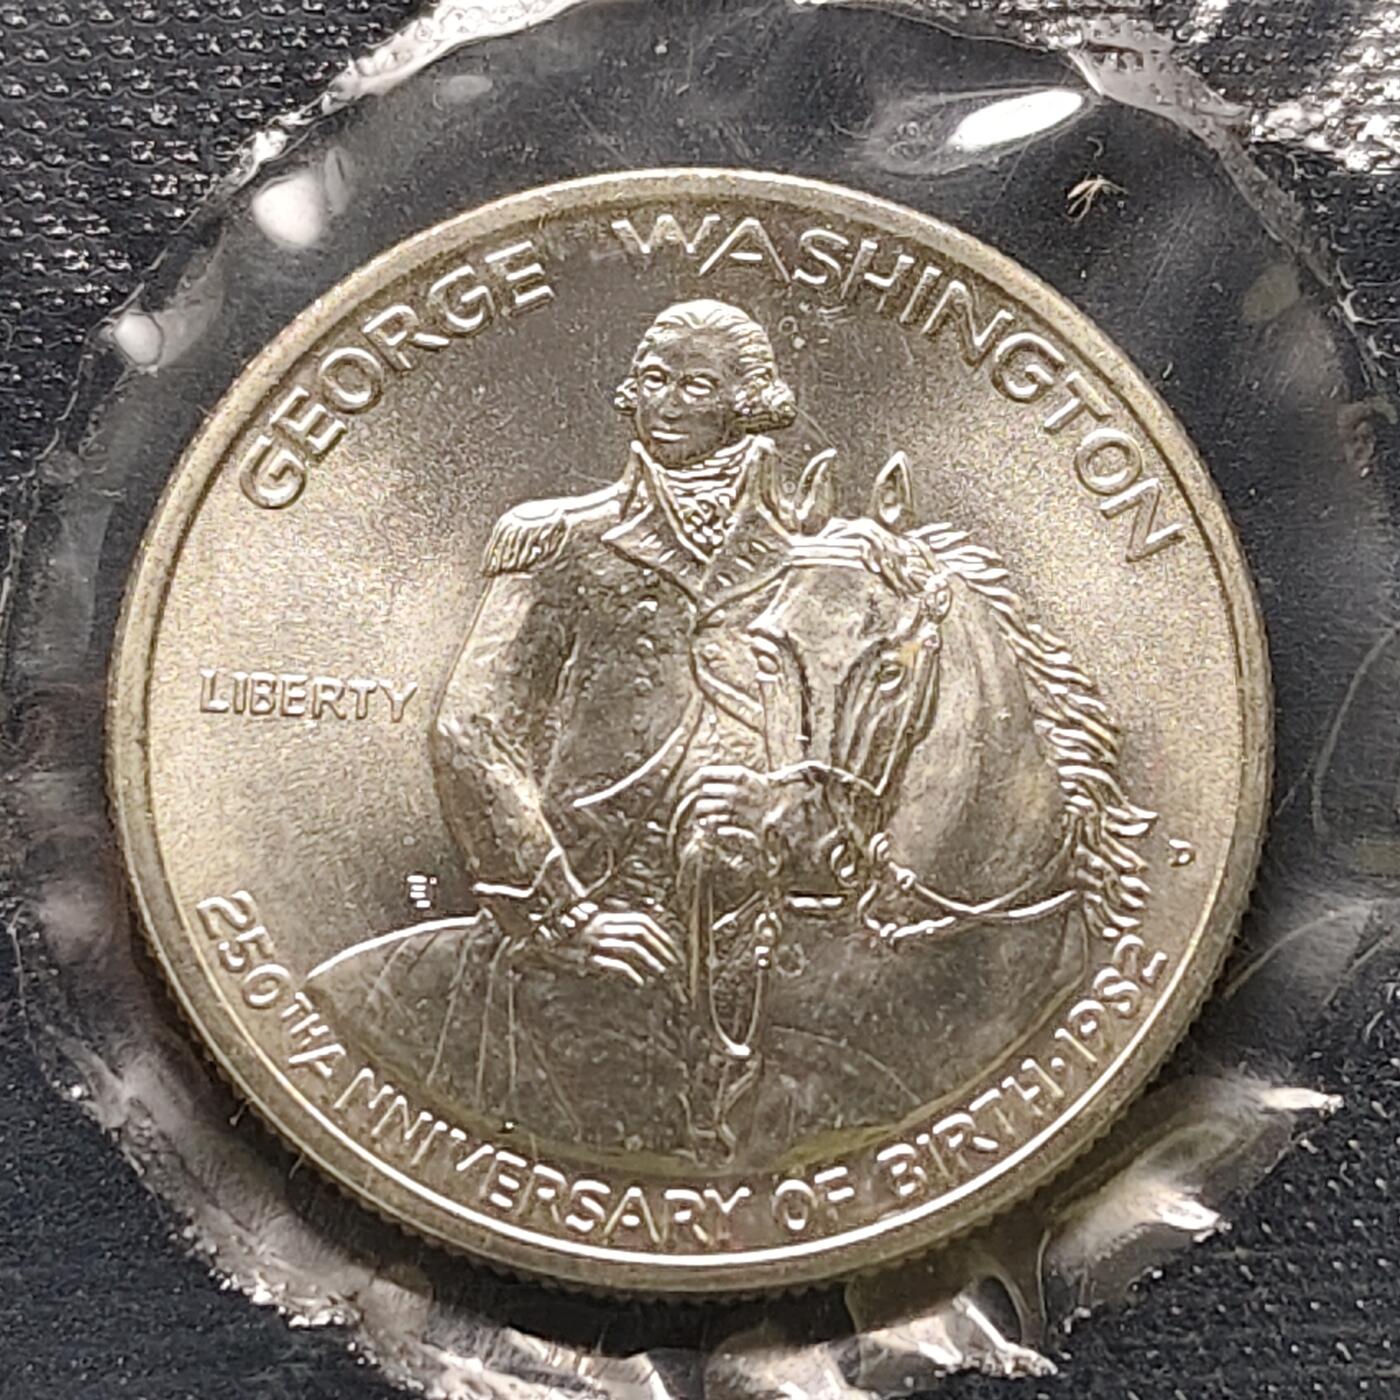 GEORGE WASHINGTON
LIBERTY
250TH ANNIVERSARY OF BIRTH·1982